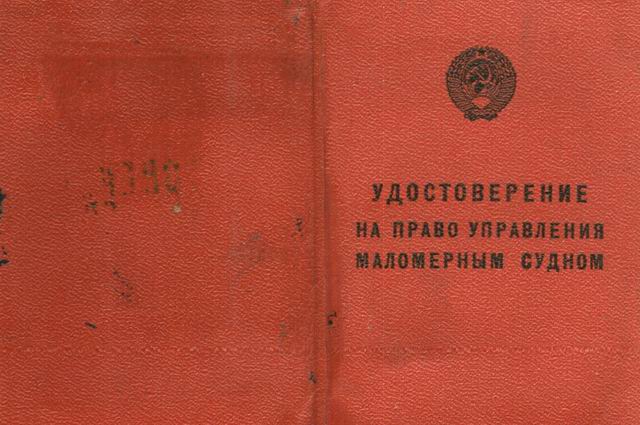 УДОСТОВЕРЕНИЕ
НА ПРАВО УПРАВЛЕНИЯ
МАЛОМЕРНЫМ СУДНОМ